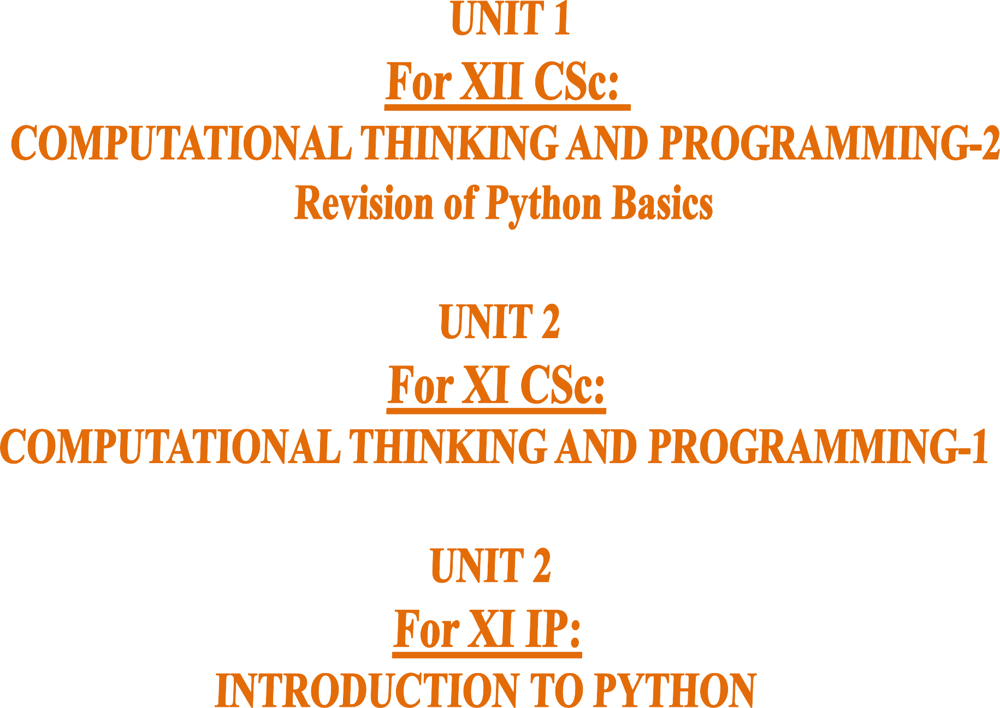 UNIT 1
For XII CSc:
COMPUTATIONAL THINKING AND PROGRAMMING-2
Revision of Python Basics
UNIT 2
For XI CSc:
COMPUTATIONAL THINKING AND PROGRAMMING-1
UNIT 2
For XI IP:
INTRODUCTION TO PYTHON